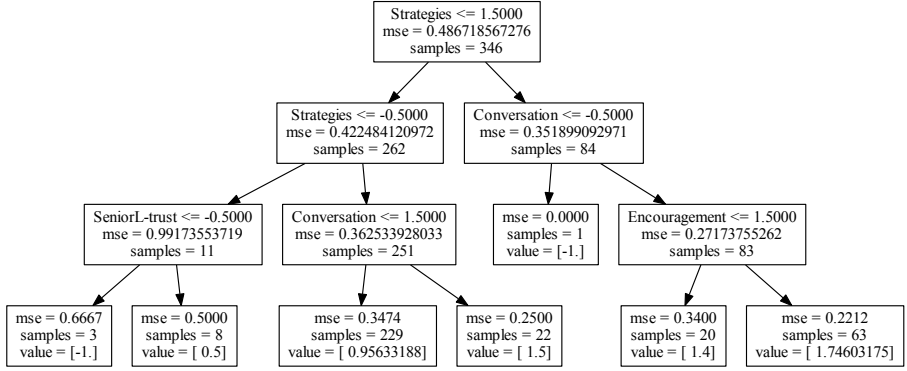 Strategies <= 1.5000
mse = 0.486718567276
samples = 346
Strategies <= -0.5000
mse = 0.422484120972
samples = 262
Conversation <= -0.5000
mse = 0.351899092971
samples = 84
SeniorL-trust <= -0.5000
mse = 0.99173553719
samples = 11
Conversation <= 1.5000
mse = 0.362533928033
samples = 251
mse = 0.0000
samples = 1
value = [-1.]
Encouragement <= 1.5000
mse = 0.27173755262
samples = 83
mse = 0.6667
samples = 3
value = [-1.]
mse = 0.5000
samples = 8
value = [ 0.5]
mse = 0.3474
samples = 229
value = [ 0.95633188]
mse = 0.2500
samples = 22
value = [ 1.5]
mse = 0.3400
samples = 20
value = [ 1.4]
mse = 0.2212
samples = 63
value = [ 1.74603175]